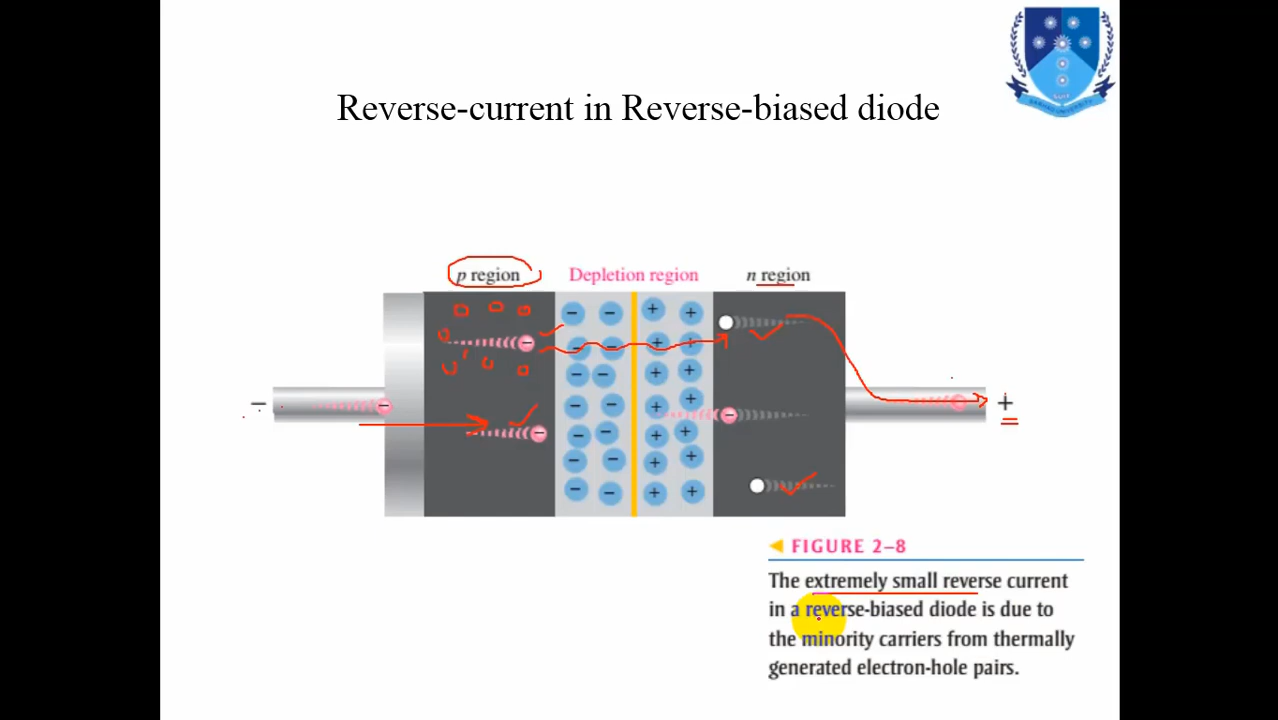 Reverse-current in Reverse-biased diode
p region
Depletion region
n region
−
+
◄ FIGURE 2–8
The extremely small reverse current
in a reverse-biased diode is due to
the minority carriers from thermally
generated electron-hole pairs.